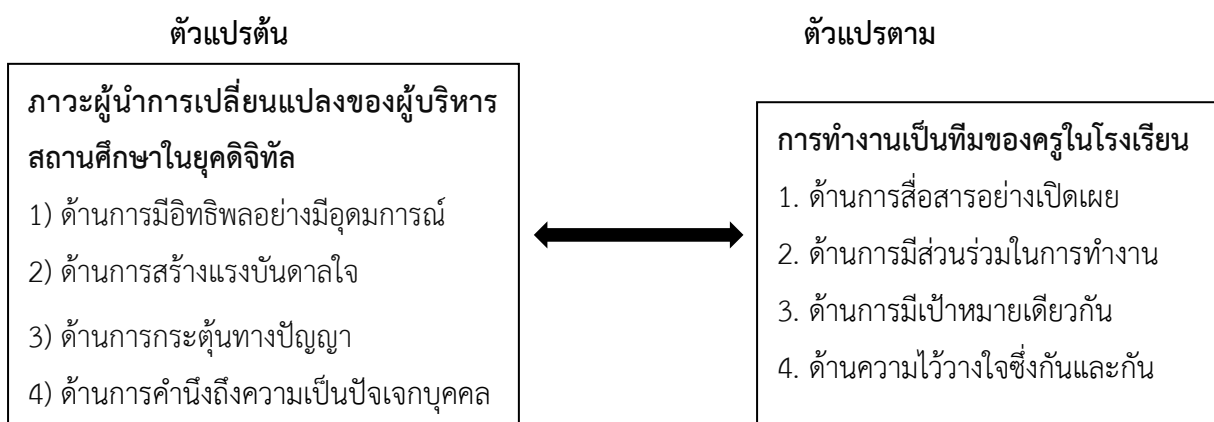 ตัวแปรต้น
ตัวแปรตาม
ภาวะผู้นำการเปลี่ยนแปลงของผู้บริหาร
สถานศึกษาในยุคดิจิทัล
1) ด้านการมีอิทธิพลอย่างมีอุดมการณ์
2) ด้านการสร้างแรงบันดาลใจ
3) ด้านการกระตุ้นทางปัญญา
4) ด้านการคำนึงถึงความเป็นปัจเจกบุคคล
การทำงานเป็นทีมของครูในโรงเรียน
1. ด้านการสื่อสารอย่างเปิดเผย
2. ด้านการมีส่วนร่วมในการทำงาน
3. ด้านการมีเป้าหมายเดียวกัน
4. ด้านความไว้วางใจซึ่งกันและกัน